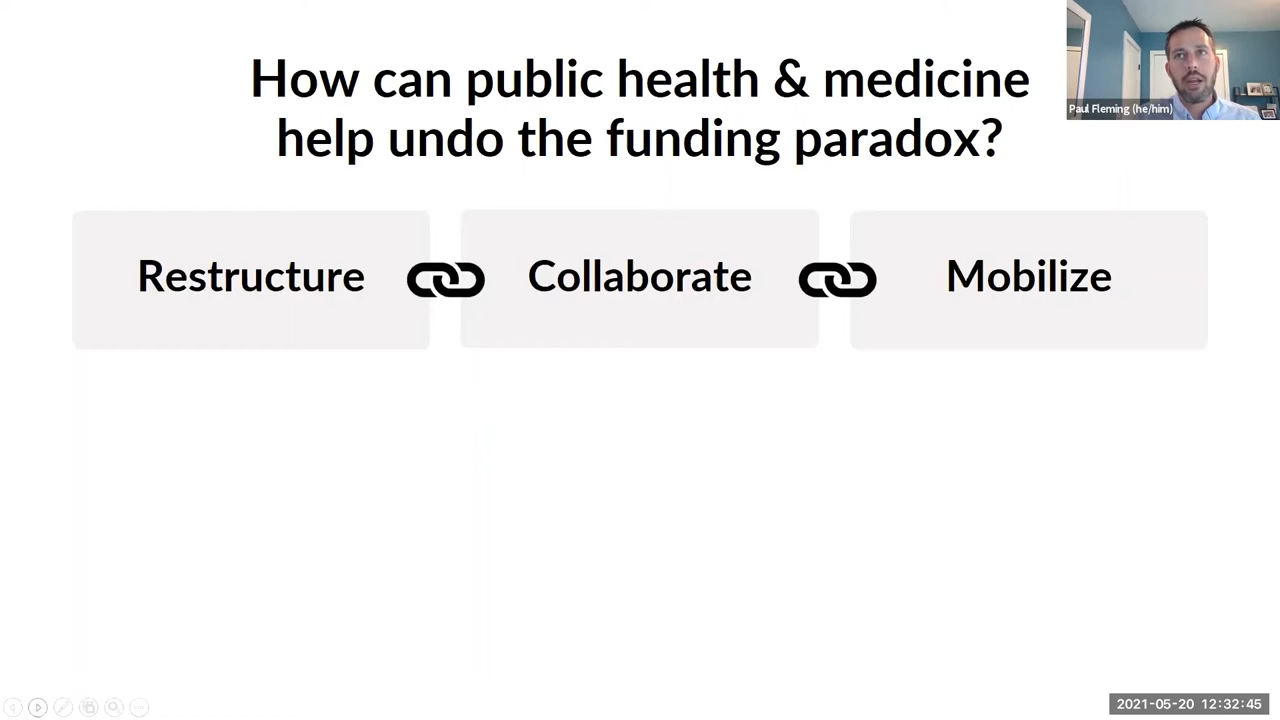 How can public health & medicine
help undo the funding paradox?
Paul Fleming (he/him)
Restructure
Collaborate
Mobilize
2021-05-20 12:32:45